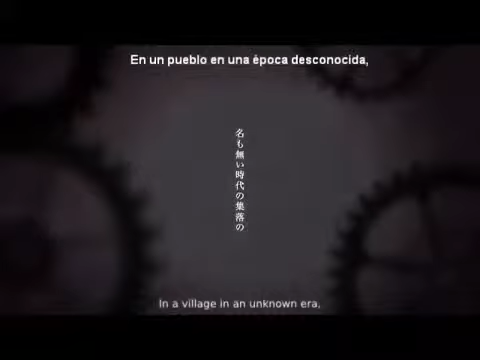 En un pueblo en una época desconocida,
名も無い時代の集落の
In a village in an unknown era,